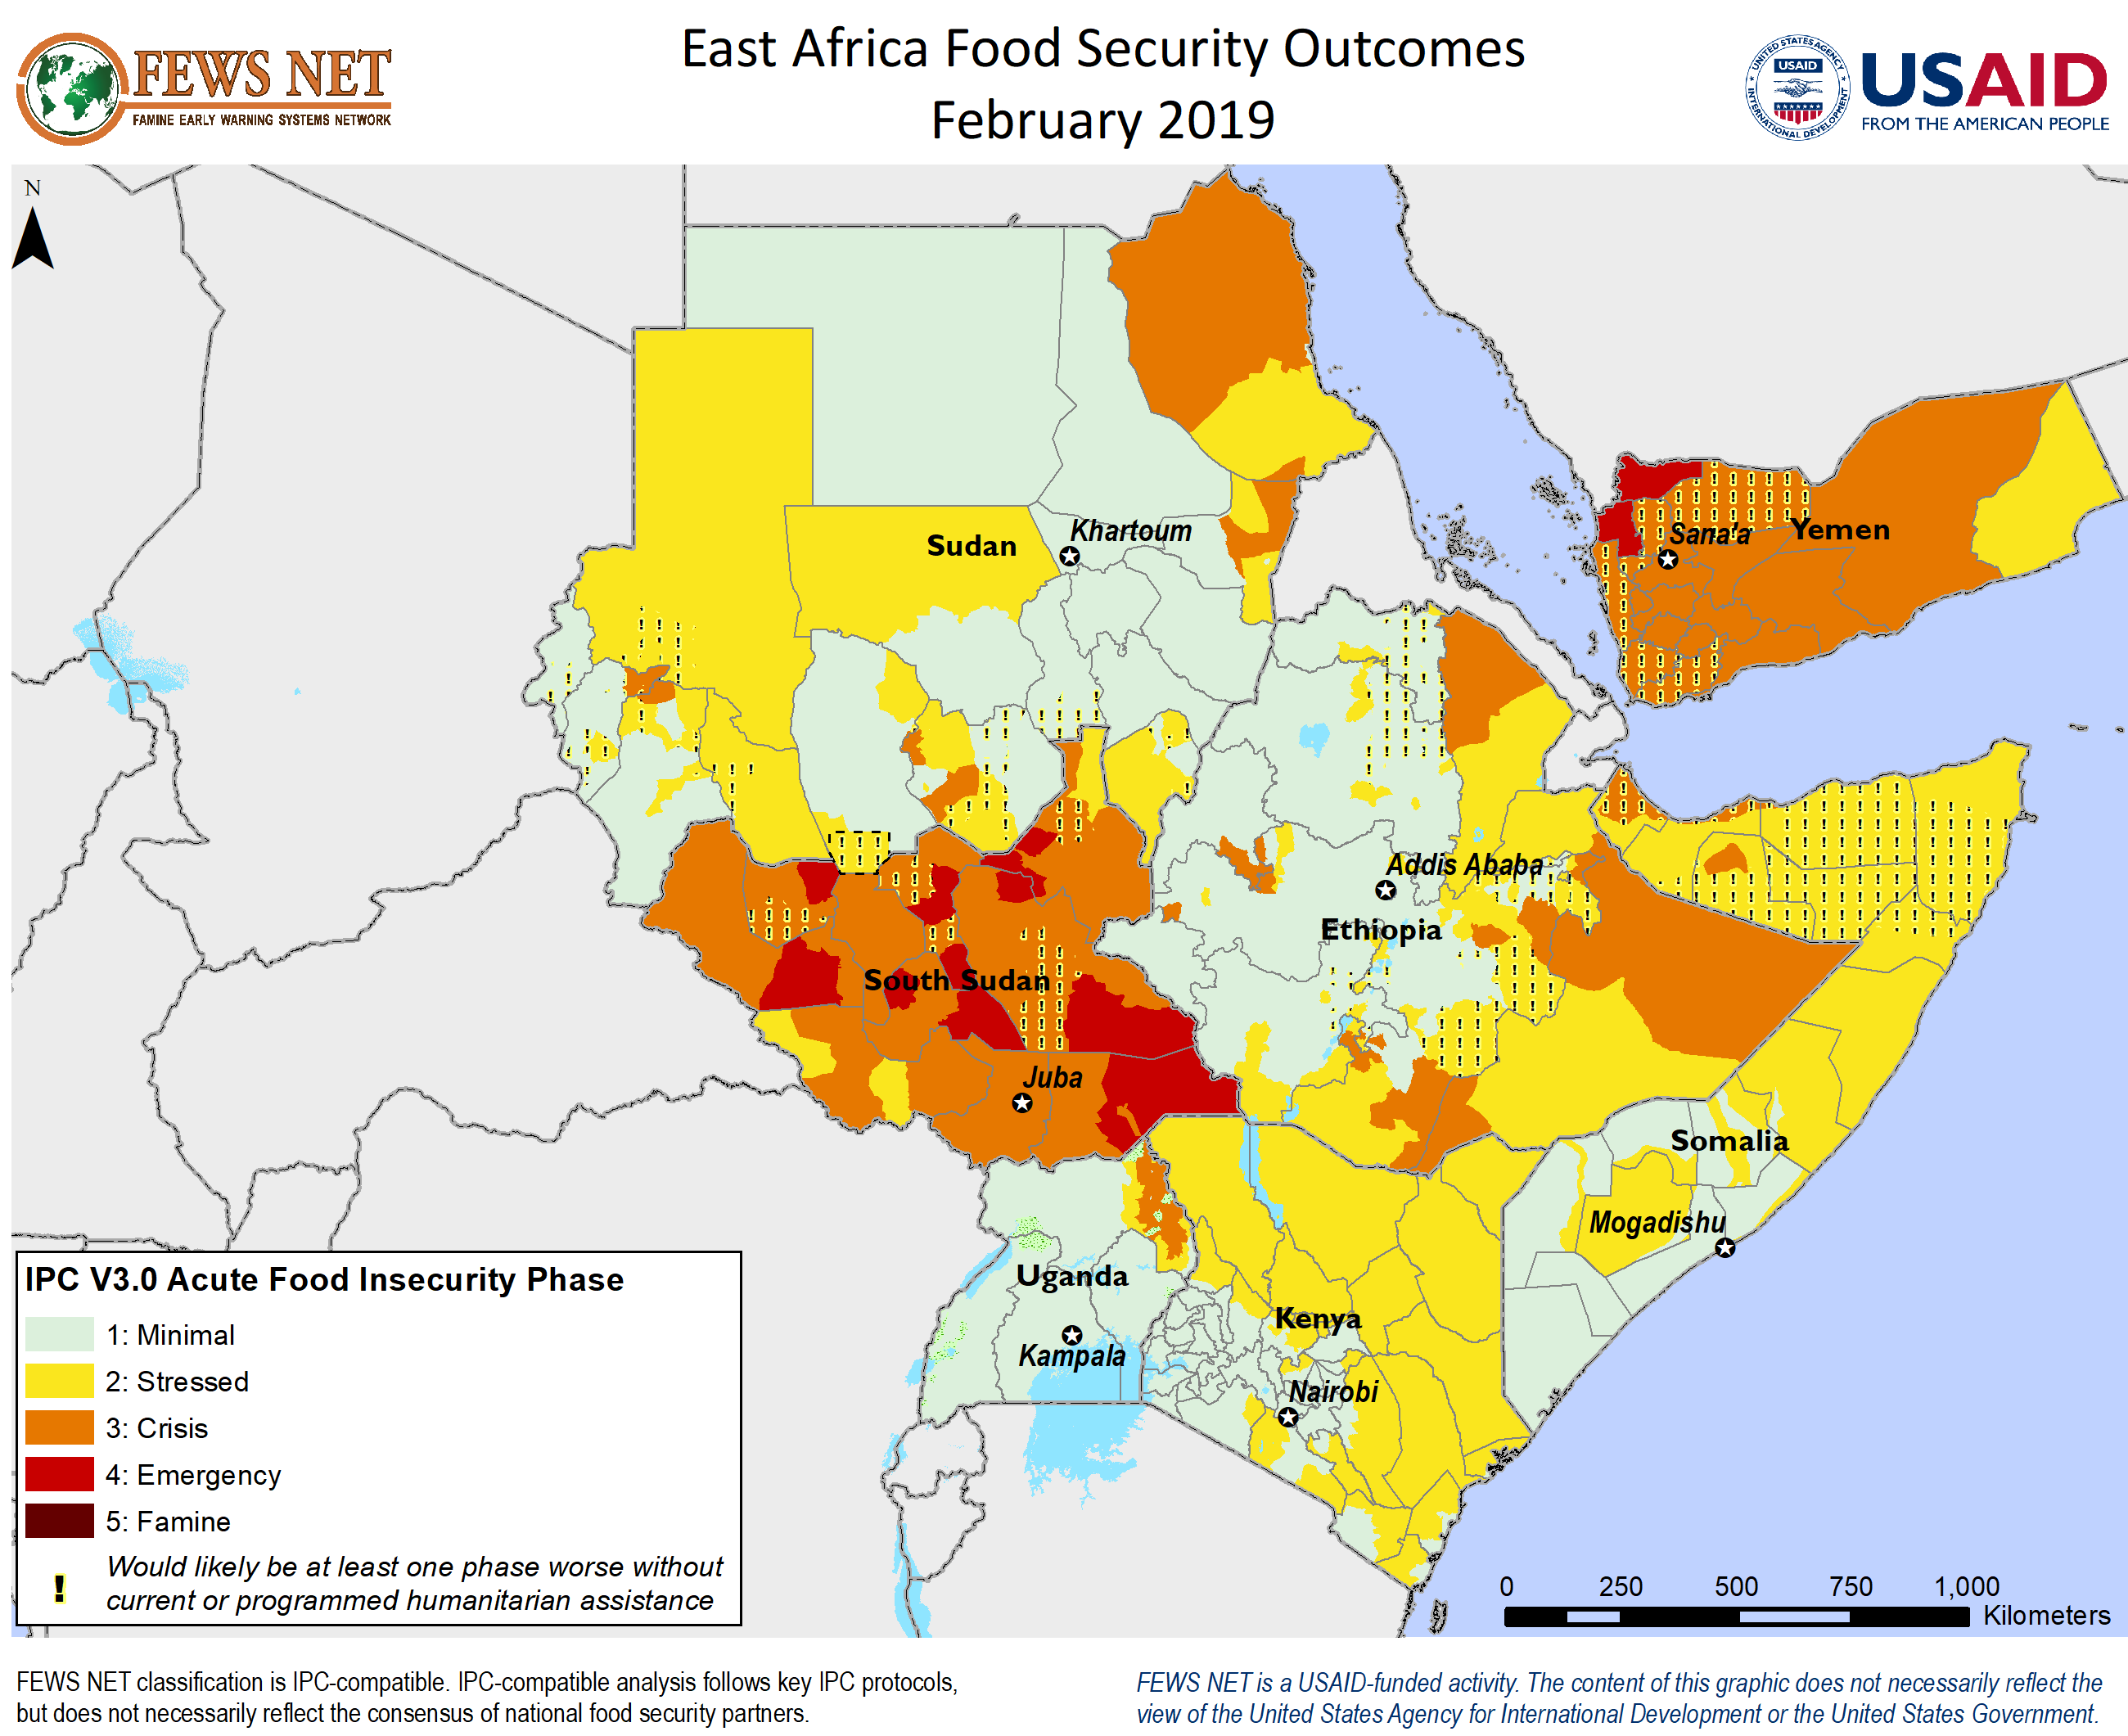 FEWS NET
FAMINE EARLY WARNING SYSTEMS NETWORK
East Africa Food Security Outcomes
February 2019
UNITED STATES AGENCY
USAID
INTERNATIONAL DEVELOPMENT
USAID
FROM THE AMERICAN PEOPLE
N
Sudan
Khartoum
Sana'a
Yemen
Addis Ababa
Ethiopia
South Sudan
Juba
Somalia
Mogadishu
Uganda
Kenya
Kampala
Nairobi
IPC V3.0 Acute Food Insecurity Phase
1: Minimal
2: Stressed
3: Crisis
4: Emergency
5: Famine
! Would likely be at least one phase worse without
current or programmed humanitarian assistance
0 250 500 750 1,000
Kilometers
FEWS NET classification is IPC-compatible. IPC-compatible analysis follows key IPC protocols,
but does not necessarily reflect the consensus of national food security partners.
FEWS NET is a USAID-funded activity. The content of this graphic does not necessarily reflect the
view of the United States Agency for International Development or the United States Government.